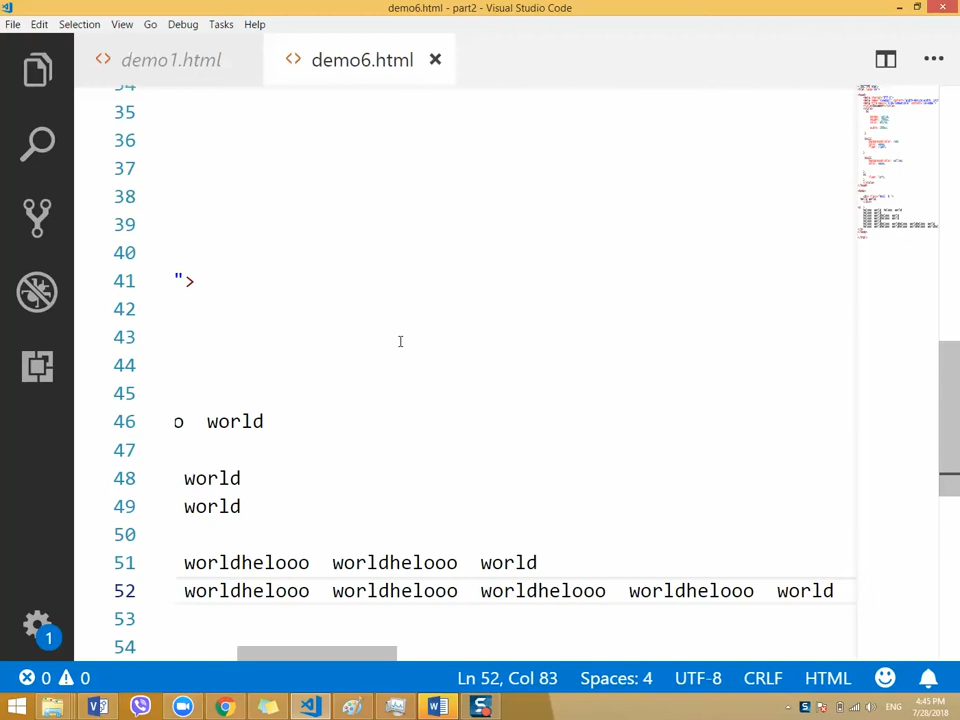 demo6.html - part2 - Visual Studio Code
File Edit Selection View Go Debug Tasks Help
demo1.html demo6.html
34
35
36
37
38
39
40
41 ">
42
43
44
45
46 o world
47
48 world
49 world
50
51 worldhelooo worldhelooo world
52 worldhelooo worldhelooo worldhelooo worldhelooo world
53
54
1
0 0 Ln 52, Col 83 Spaces: 4 UTF-8 CRLF HTML
ENG 4:45 PM
7/28/2018